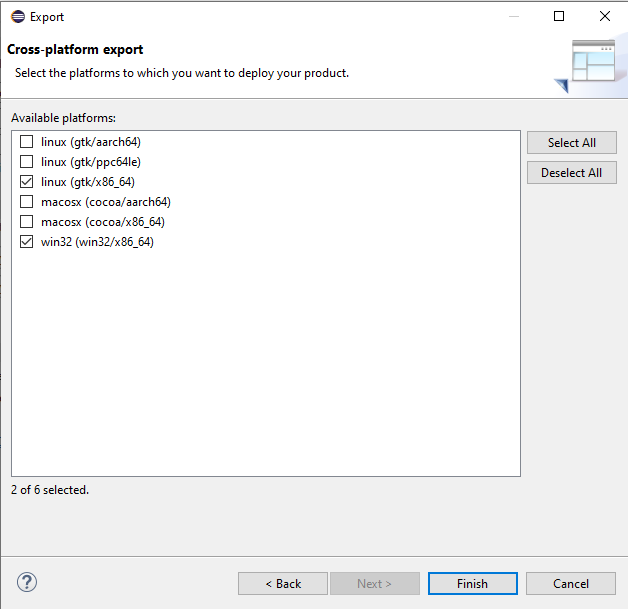 Export
Cross-platform export
Select the platforms to which you want to deploy your product.
Available platforms:
linux (gtk/aarch64)
linux (gtk/ppc64le)
linux (gtk/x86_64)
macosx (cocoa/aarch64)
macosx (cocoa/x86_64)
win32 (win32/x86_64)
Select All
Deselect All
2 of 6 selected.
?
< Back
Next >
Finish
Cancel